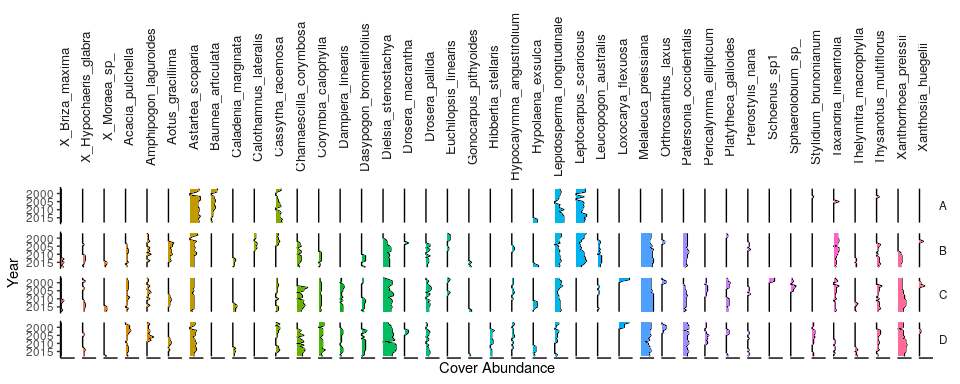 X_Briza_maxima
X_Hypochaeris_glabra
X_Moraea_sp_
Acacia_pulchella
Amphipogon_laguroides
Aotus_gracillima
Astartea_scoparia
Baumea_articulata
Caladenia_marginata
Calothamnus_lateralis
Cassytha_racemosa
Chamaescilla_corymbosa
Corymbia_calophylla
Dampiera_linearis
Dasypogon_bromeliifolius
Dielsia_stenostachya
Drosera_macrantha
Drosera_pallida
Euchilopsis_linearis
Gonocarpus_pithyoides
Hibbertia_stellaris
Hypocalymma_angustifolium
Hypolaena_exsulca
Lepidosperma_longitudinale
Leptocarpus_scariosus
Leucopogon_australis
Loxocarya_flexuosa
Melaleuca_preissiana
Orthrosanthus_laxus
Patersonia_occidentalis
Pericalymma_ellipticum
Platytheca_galioides
Pterostylis_nana
Schoenus_sp1
Sphaerolobium_sp_
Stylidium_brunonianum
Taxandria_linearifolia
Thelymitra_macrophylla
Thysanotus_multiflorus
Xanthorrhoea_preissii
Xanthosia_huegelii
Year
2000
2005
2010
2015
A
2000
2005
2010
2015
B
2000
2005
2010
2015
C
2000
2005
2010
2015
D
Cover Abundance